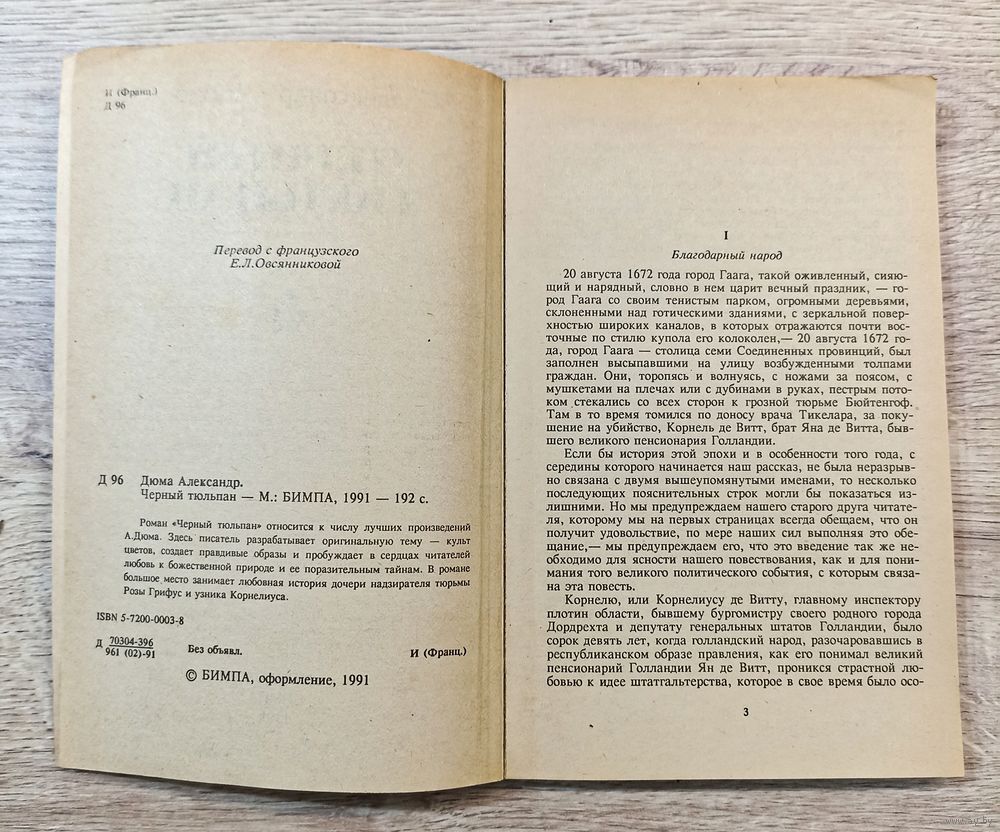 И (Франц.)
Д 96
Перевод с французского
Е.Л.Овсянниковой
Д 96 Дюма Александр.
Черный тюльпан — М.: БИМПА, 1991 — 192 с.
Роман «Черный тюльпан» относится к числу лучших произведений
А.Дюма. Здесь писатель разрабатывает оригинальную тему — культ
цветов, создает правдивые образы и пробуждает в сердцах читателей
любовь к божественной природе и ее поразительным тайнам. В романе
большое место занимает любовная история дочери надзирателя тюрьмы
Розы Грифус и узника Корнелиуса.
ISBN 5-7200-0003-8
Д 70304-396
961 (02)-91
Без объявл.
И (Франц.)
© БИМПА, оформление, 1991
I
Благодарный народ
20 августа 1672 года город Гаага, такой оживленный, сияю-
щий и нарядный, словно в нем царит вечный праздник, — го-
род Гаага со своим тенистым парком, огромными деревьями,
склоненными над готическими зданиями, с зеркальной повер-
хностью широких каналов, в которых отражаются почти вос-
точные по стилю купола его колоколен,— 20 августа 1672 го-
да, город Гаага — столица семи Соединенных провинций, был
заполнен высыпавшими на улицу возбужденными толпами
граждан. Они, торопясь и волнуясь, с ножами за поясом, с
мушкетами на плечах или с дубинами в руках, пестрым пото-
ком стекались со всех сторон к грозной тюрьме Бюйтенгоф.
Там в то время томился по доносу врача Тикелара, за поку-
шение на убийство, Корнель де Витт, брат Яна де Витта, быв-
шего великого пенсионария Голландии.
Если бы история этой эпохи и в особенности того года, с
середины которого начинается наш рассказ, не была неразрыв-
но связана с двумя вышеупомянутыми именами, то несколько
последующих пояснительных строк могли бы показаться из-
лишними. Но мы предупреждаем нашего старого друга читате-
ля, которому мы на первых страницах всегда обещаем, что он
получит удовольствие, по мере наших сил выполняя это обе-
щание,— мы предупреждаем его, что это введение так же не-
обходимо для ясности нашего повествования, как и для пони-
мания того великого политического события, с которым связа-
на эта повесть.
Корнелю, или Корнелиусу де Витту, главному инспектору
плотин области, бывшему бургомистру своего родного города
Дордрехта и депутату генеральных штатов Голландии, было
сорок девять лет, когда голландский народ, разочаровавшись в
республиканском образе правления, как его понимал великий
пенсионарий Голландии Ян де Витт, проникся страстной лю-
бовью к идее штатгальтерства, которое в свое время было осо-
3
www.ay.by